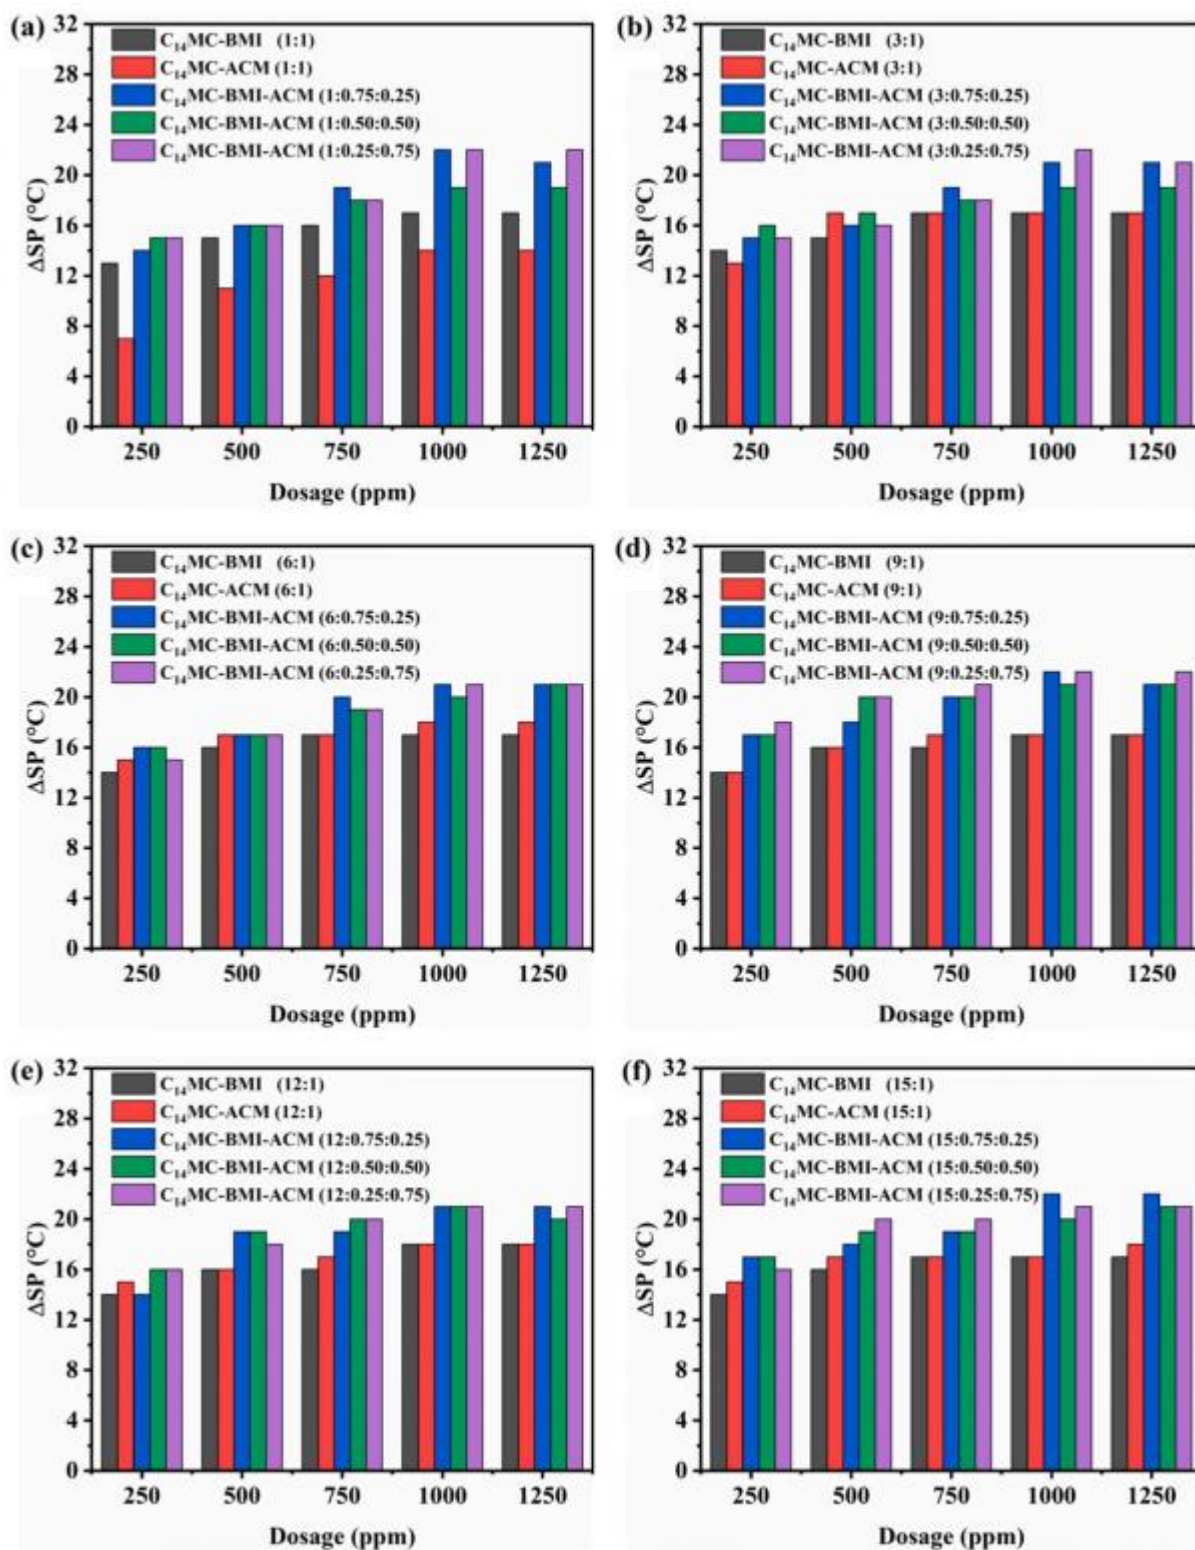 (a)
32
28
24
20
16
12
8
4
0
ΔSP (°C)
C₁₄MC-BMI (1:1)
C₁₄MC-ACM (1:1)
C₁₄MC-BMI-ACM (1:0.75:0.25)
C₁₄MC-BMI-ACM (1:0.50:0.50)
C₁₄MC-BMI-ACM (1:0.25:0.75)
250 500 750 1000 1250
Dosage (ppm)
(b)
32
28
24
20
16
12
8
4
0
ΔSP (°C)
C₁₄MC-BMI (3:1)
C₁₄MC-ACM (3:1)
C₁₄MC-BMI-ACM (3:0.75:0.25)
C₁₄MC-BMI-ACM (3:0.50:0.50)
C₁₄MC-BMI-ACM (3:0.25:0.75)
250 500 750 1000 1250
Dosage (ppm)
(c)
32
28
24
20
16
12
8
4
0
ΔSP (°C)
C₁₄MC-BMI (6:1)
C₁₄MC-ACM (6:1)
C₁₄MC-BMI-ACM (6:0.75:0.25)
C₁₄MC-BMI-ACM (6:0.50:0.50)
C₁₄MC-BMI-ACM (6:0.25:0.75)
250 500 750 1000 1250
Dosage (ppm)
(d)
32
28
24
20
16
12
8
4
0
ΔSP (°C)
C₁₄MC-BMI (9:1)
C₁₄MC-ACM (9:1)
C₁₄MC-BMI-ACM (9:0.75:0.25)
C₁₄MC-BMI-ACM (9:0.50:0.50)
C₁₄MC-BMI-ACM (9:0.25:0.75)
250 500 750 1000 1250
Dosage (ppm)
(e)
32
28
24
20
16
12
8
4
0
ΔSP (°C)
C₁₄MC-BMI (12:1)
C₁₄MC-ACM (12:1)
C₁₄MC-BMI-ACM (12:0.75:0.25)
C₁₄MC-BMI-ACM (12:0.50:0.50)
C₁₄MC-BMI-ACM (12:0.25:0.75)
250 500 750 1000 1250
Dosage (ppm)
(f)
32
28
24
20
16
12
8
4
0
ΔSP (°C)
C₁₄MC-BMI (15:1)
C₁₄MC-ACM (15:1)
C₁₄MC-BMI-ACM (15:0.75:0.25)
C₁₄MC-BMI-ACM (15:0.50:0.50)
C₁₄MC-BMI-ACM (15:0.25:0.75)
250 500 750 1000 1250
Dosage (ppm)